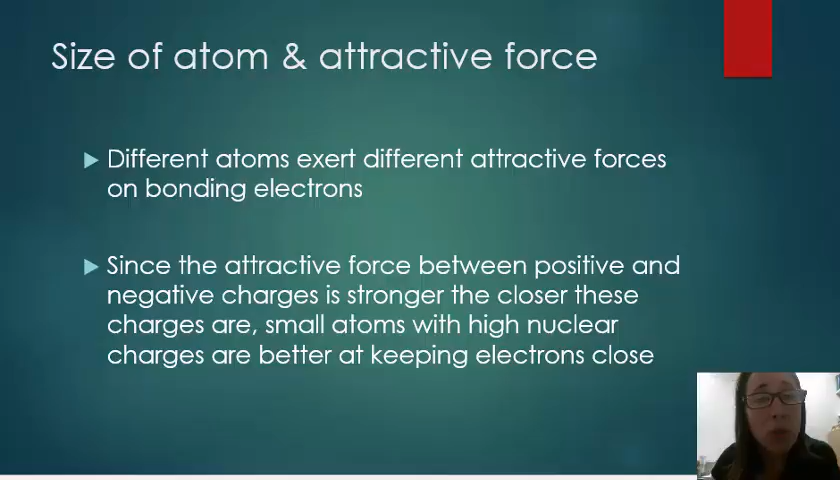 Size of atom & attractive force
Different atoms exert different attractive forces
on bonding electrons
Since the attractive force between positive and
negative charges is stronger the closer these
charges are, small atoms with high nuclear
charges are better at keeping electrons close